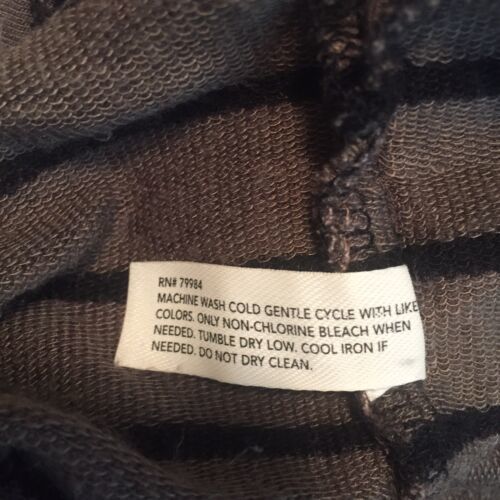 RN# 79984
MACHINE WASH COLD GENTLE CYCLE WITH LIKE
COLORS. ONLY NON-CHLORINE BLEACH WHEN
NEEDED. TUMBLE DRY LOW. COOL IRON IF
NEEDED. DO NOT DRY CLEAN.